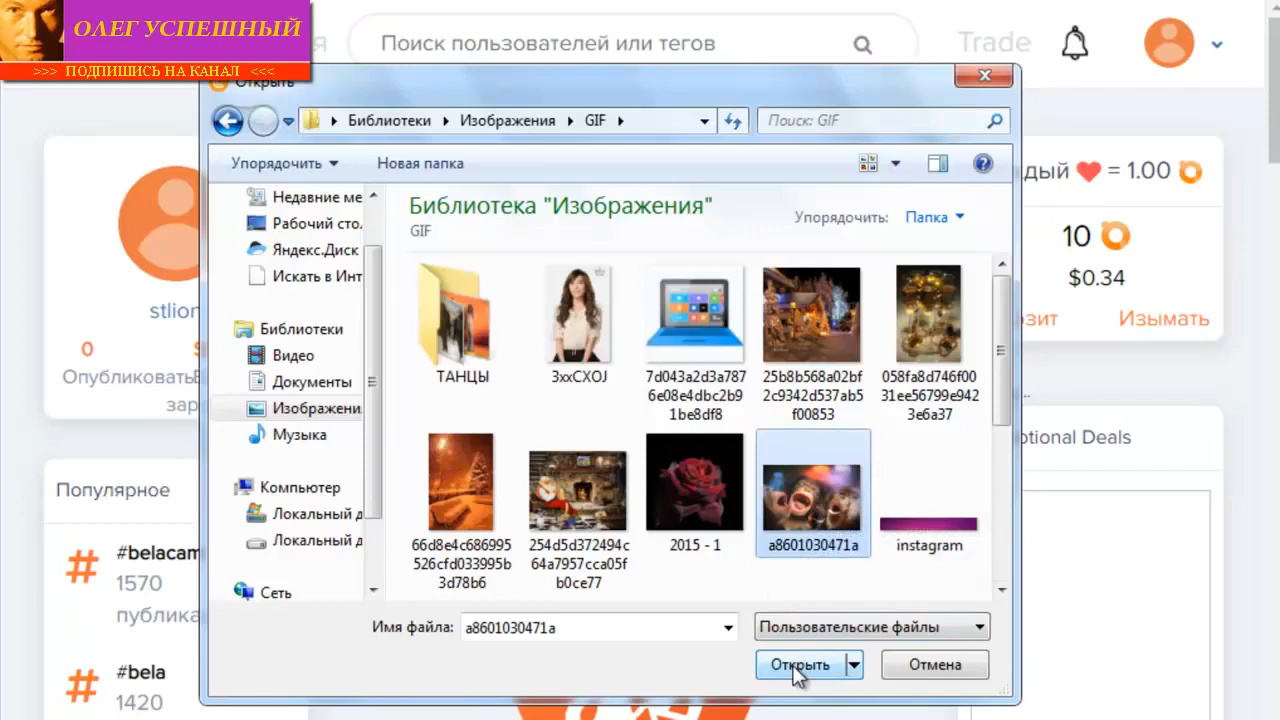 ОЛЕГ УСПЕШНЫЙ
>>> ПОДПИШИСЬ НА КАНАЛ <<<
Поиск пользователей или тегов
Trade
Открыть
Библиотеки
Изображения
GIF
Поиск: GIF
Упорядочить
Новая папка
Недавние ме
Рабочий сто.
Яндекс.Диск
Искать в Инт
Библиотеки
Видео
Документы
Изображени
Музыка
Компьютер
Локальный д
Локальный д
Сеть
Библиотека "Изображения"
GIF
Упорядочить:
Папка
ТАНЦЫ
3xxCXOJ
7d043a2d3a787
6e08e4dbc2b9
1be8df8
25b8b568a02bf
2c9342d537ab5
f00853
058fa8d746f00
31ee56799e942
3e6a37
66d8e4c686995
526cfd033995b
3d78b6
254d5d372494c
64a7957cca05f
b0ce77
2015 - 1
a8601030471a
instagram
Имя файла:
a8601030471a
Пользовательские файлы
Открыть
Отмена
stlion
0
Опубликовать
зар
Популярное
#belacam
1570
публика
#bela
1420
дый ❤ = 1.00
10
$0.34
озит
Изымать
otional Deals